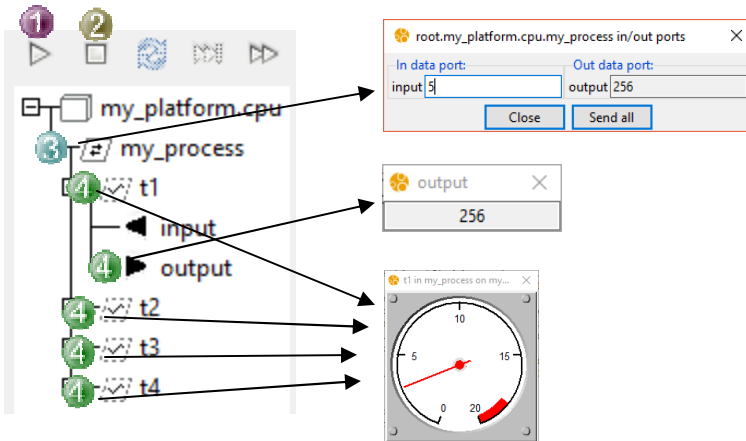 1
2
my_platform.cpu
3
my_process
4
t1
input
4
output
4
t2
4
t3
4
t4
root.my_platform.cpu.my_process in/out ports
In data port:
Out data port:
input 5
output 256
Close
Send all
output
256
t1 in my_process on my...
10
5
15
0
20